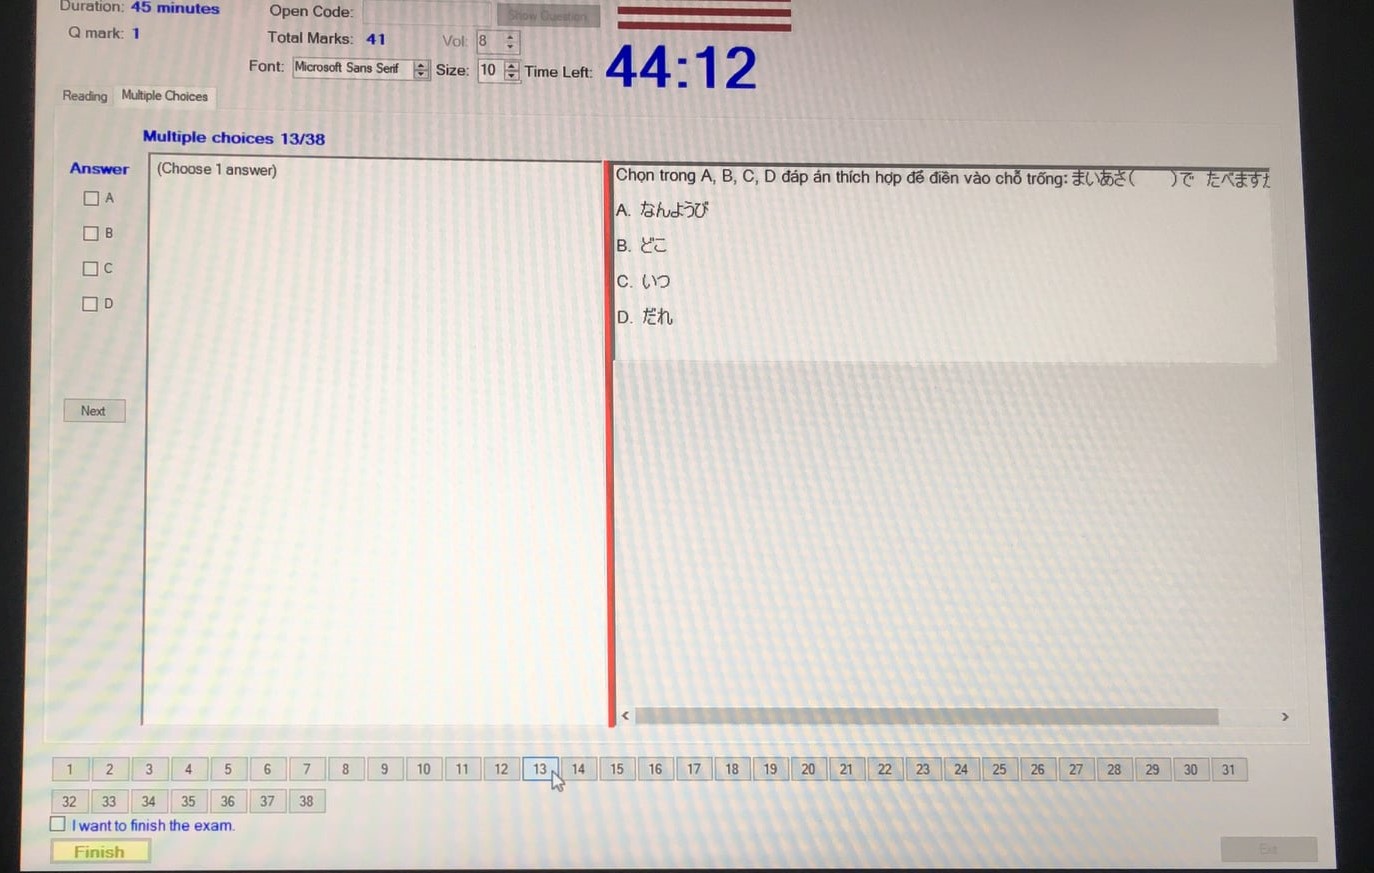 Duration: 45 minutes
Open Code:
Show Question
Q mark: 1
Total Marks: 41
Vol: 8
Font: Microsoft Sans Serif
Size: 10
Time Left: 44:12
Reading
Multiple Choices
Multiple choices 13/38
Answer
(Choose 1 answer)
A
B
C
D
Next
Chọn trong A, B, C, D đáp án thích hợp để điền vào chỗ trống: まいあさ( )で たべます
A. なんようび
B. どこ
C. いつ
D. だれ
1 2 3 4 5 6 7 8 9 10 11 12 13 14 15 16 17 18 19 20 21 22 23 24 25 26 27 28 29 30 31
32 33 34 35 36 37 38
I want to finish the exam.
Finish
Exit